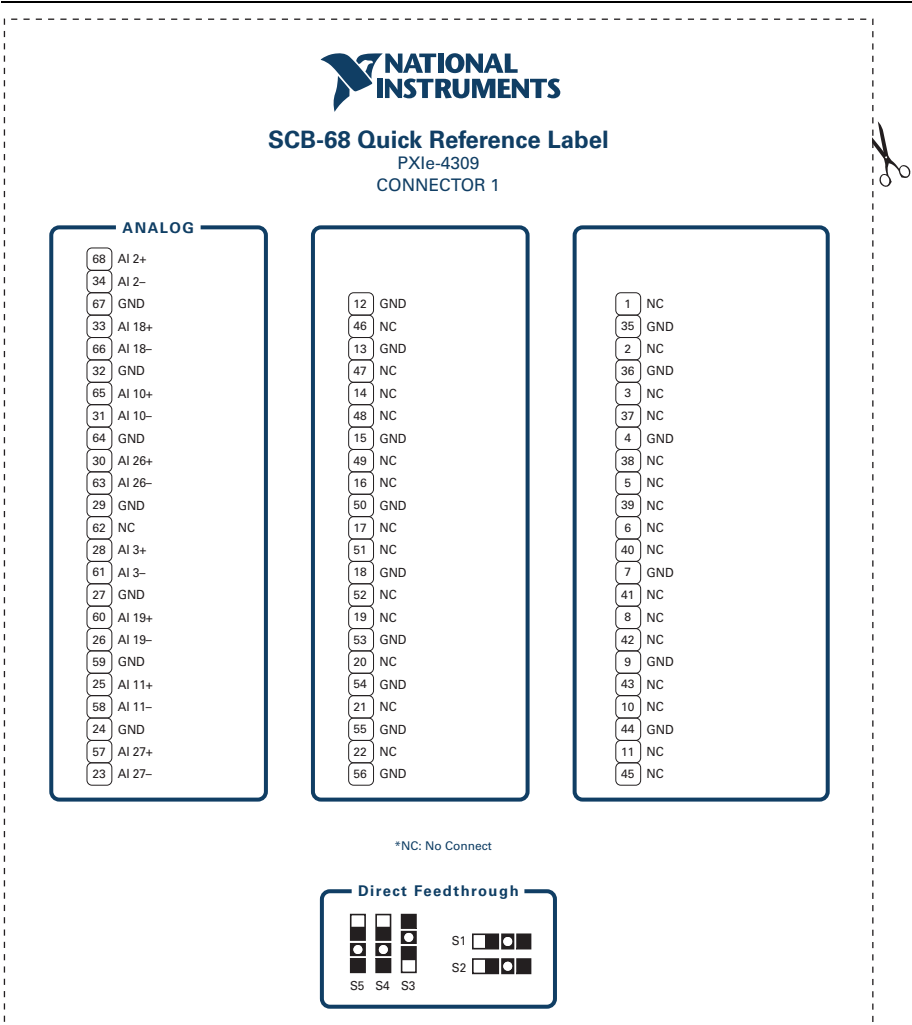 NATIONAL
INSTRUMENTS
SCB-68 Quick Reference Label
PXIe-4309
CONNECTOR 1
ANALOG
68 AI 2+
34 AI 2–
67 GND
33 AI 18+
66 AI 18–
32 GND
65 AI 10+
31 AI 10–
64 GND
30 AI 26+
63 AI 26–
29 GND
62 NC
28 AI 3+
61 AI 3–
27 GND
60 AI 19+
26 AI 19–
59 GND
25 AI 11+
58 AI 11–
24 GND
57 AI 27+
23 AI 27–
12 GND
46 NC
13 GND
47 NC
14 NC
48 NC
15 GND
49 NC
16 NC
50 GND
17 NC
51 NC
18 GND
52 NC
19 NC
53 GND
20 NC
54 GND
21 NC
55 GND
22 NC
56 GND
1 NC
35 GND
2 NC
36 GND
3 NC
37 NC
4 GND
38 NC
5 NC
39 NC
6 NC
40 NC
7 GND
41 NC
8 NC
42 NC
9 GND
43 NC
10 NC
44 GND
11 NC
45 NC
*NC: No Connect
Direct Feedthrough
S1
S2
S5 S4 S3